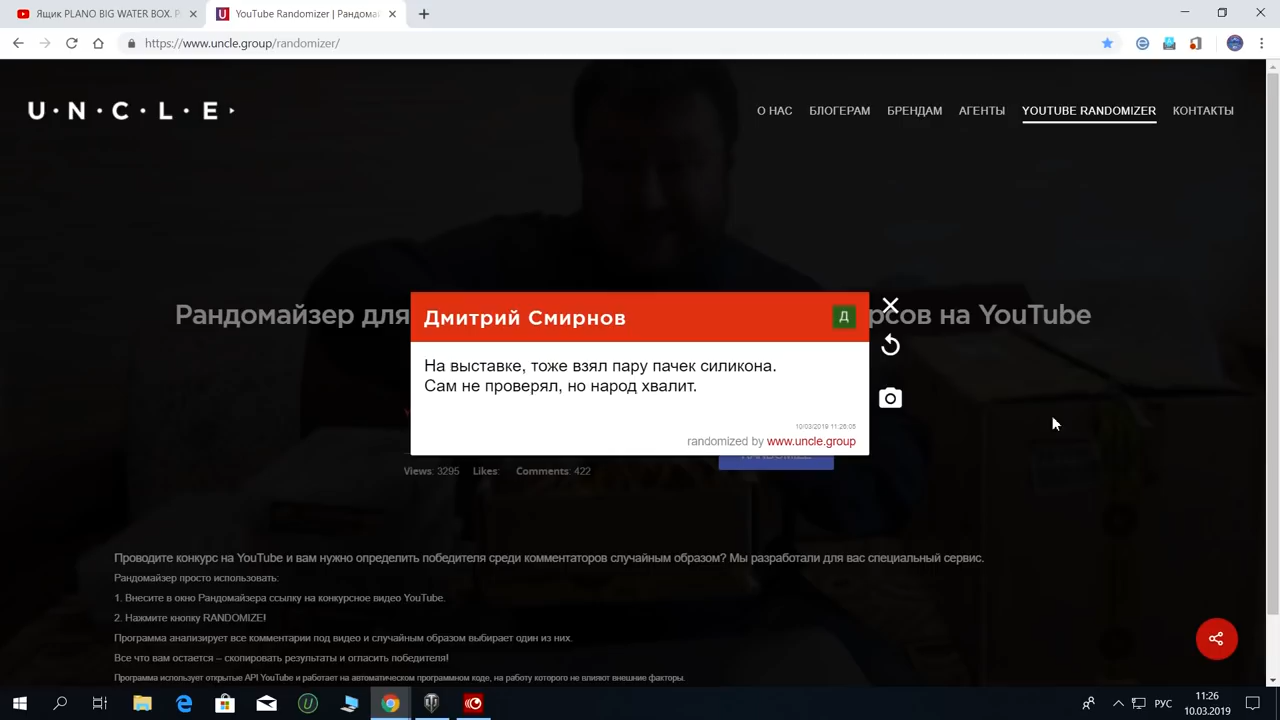 Ящик PLANO BIG WATER BOX. P
YouTube Randomizer | Рандомай
https://www.uncle.group/randomizer/
U·N·C·L·E·
О НАС БЛОГЕРАМ БРЕНДАМ АГЕНТЫ YOUTUBE RANDOMIZER КОНТАКТЫ
Рандомайзер для рсов на YouTube
Дмитрий Смирнов
Д
На выставке, тоже взял пару пачек силикона.
Сам не проверял, но народ хвалит.
10/03/2019 11:26:05
randomized by www.uncle.group
RANDOMIZE
Views: 3295 Likes: Comments: 422
Проводите конкурс на YouTube и вам нужно определить победителя среди комментаторов случайным образом? Мы разработали для вас специальный сервис.
Рандомайзер просто использовать:
1. Внесите в окно Рандомайзера ссылку на конкурсное видео YouTube.
2. Нажмите кнопку RANDOMIZE!
Программа анализирует все комментарии под видео и случайным образом выбирает один из них.
Все что вам остается – скопировать результаты и огласить победителя!
Программа использует открытые API YouTube и работает на автоматическом программном коде, на работу которого не влияют внешние факторы.
РУС
11:26
10.03.2019